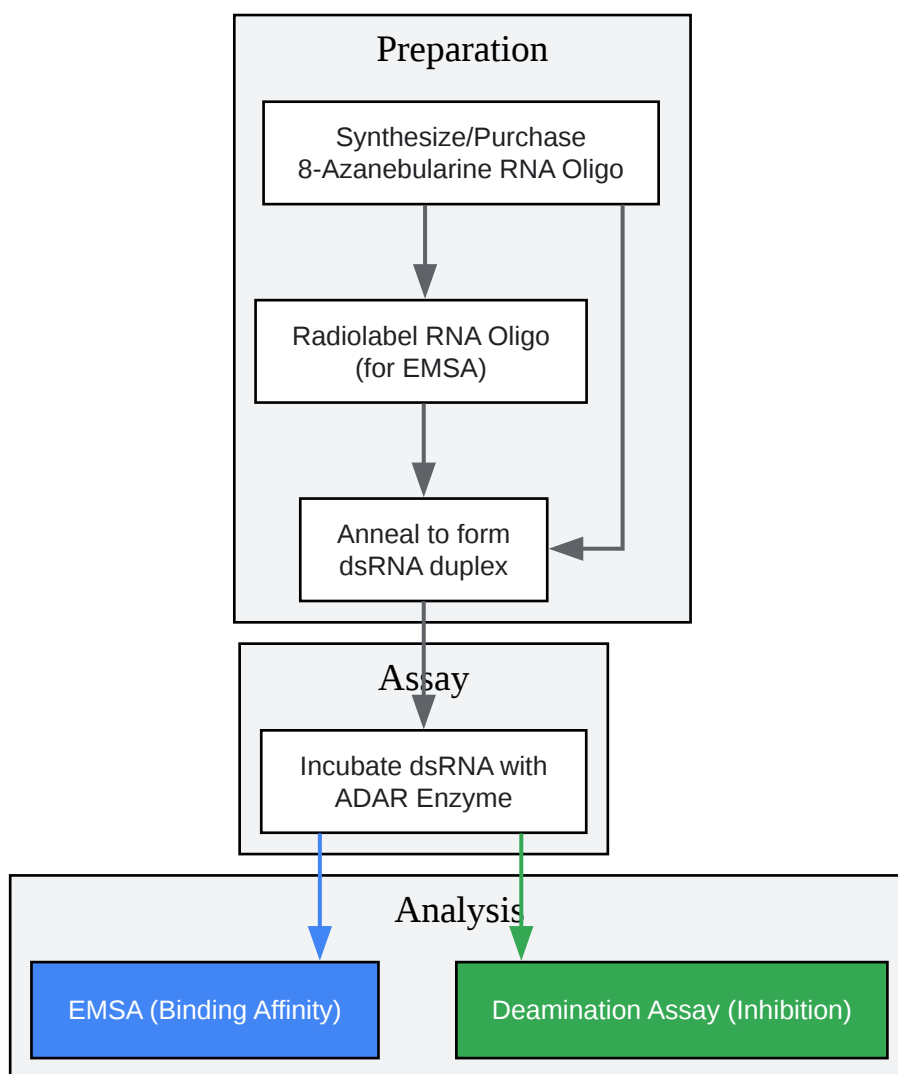 Preparation
Synthesize/Purchase
8-Azanebularine RNA Oligo
Radiolabel RNA Oligo
(for EMSA)
Anneal to form
dsRNA duplex
Assay
Incubate dsRNA with
ADAR Enzyme
Analysis
EMSA (Binding Affinity)
Deamination Assay (Inhibition)